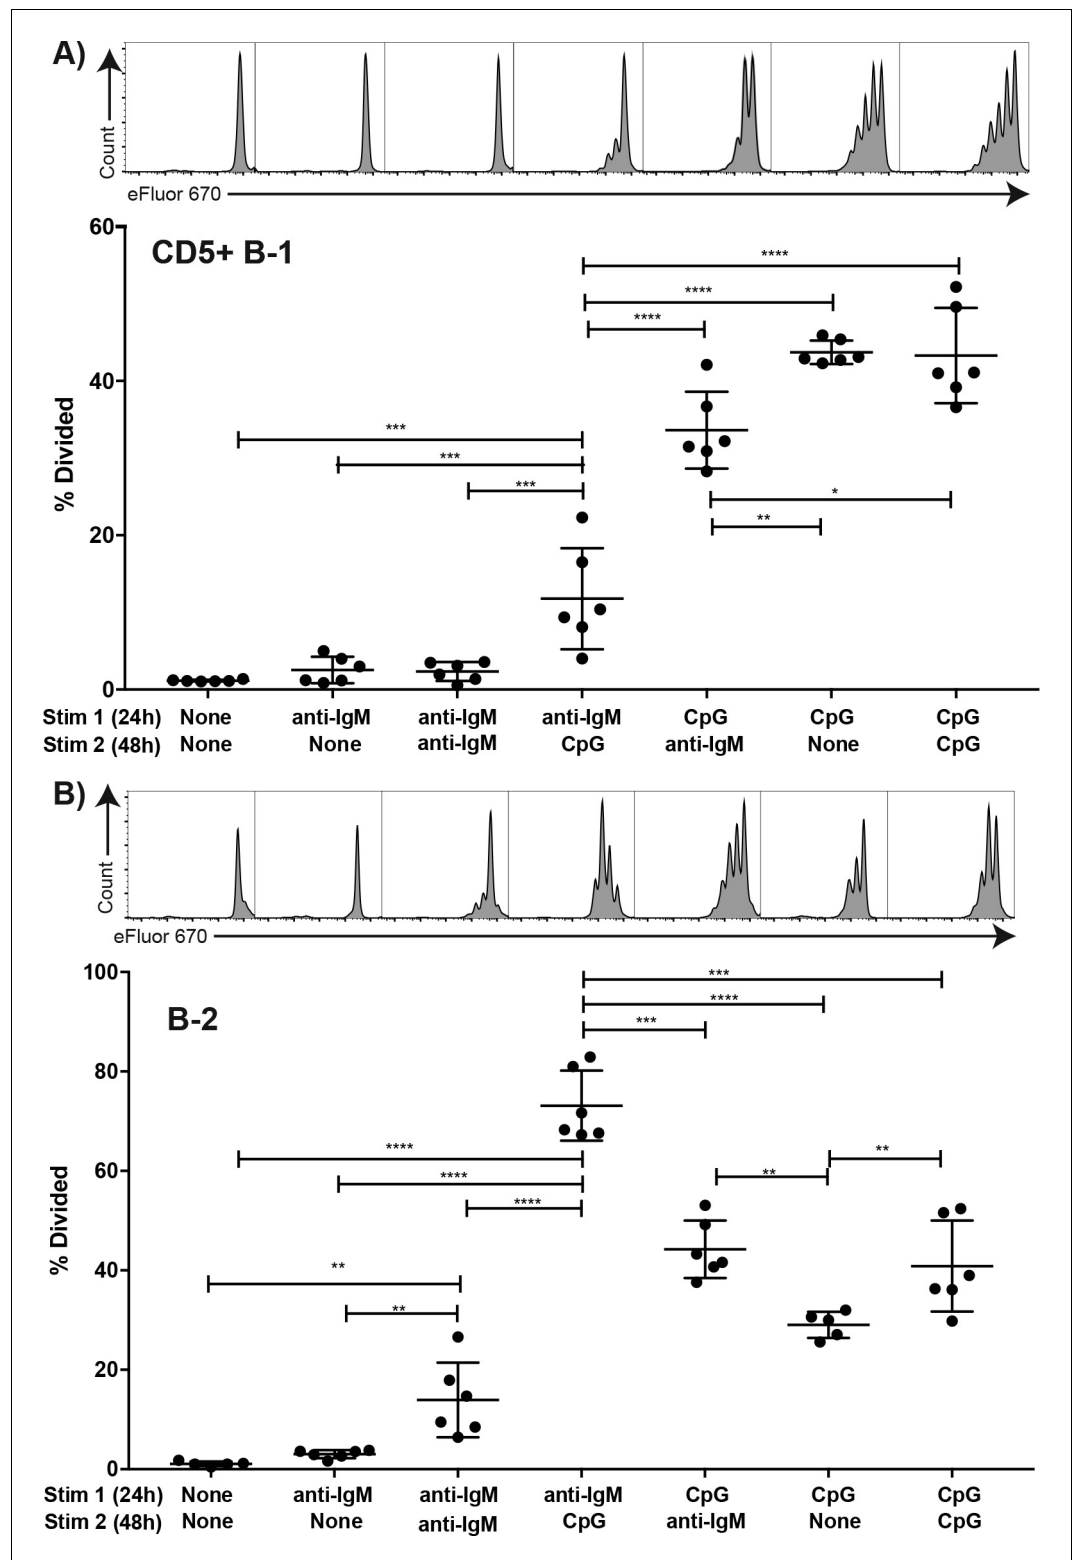 A)
Count
eFluor 670
60
CD5+ B-1
****
****
****
40
***
***
***
*
**
% Divided
20
0
Stim 1 (24h) None anti-IgM anti-IgM anti-IgM CpG CpG CpG
Stim 2 (48h) None None anti-IgM CpG anti-IgM None CpG
B)
Count
eFluor 670
100
***
****
***
B-2
80
****
****
****
**
**
60
% Divided
40
**
**
20
0
Stim 1 (24h) None anti-IgM anti-IgM anti-IgM CpG CpG CpG
Stim 2 (48h) None None anti-IgM CpG anti-IgM None CpG